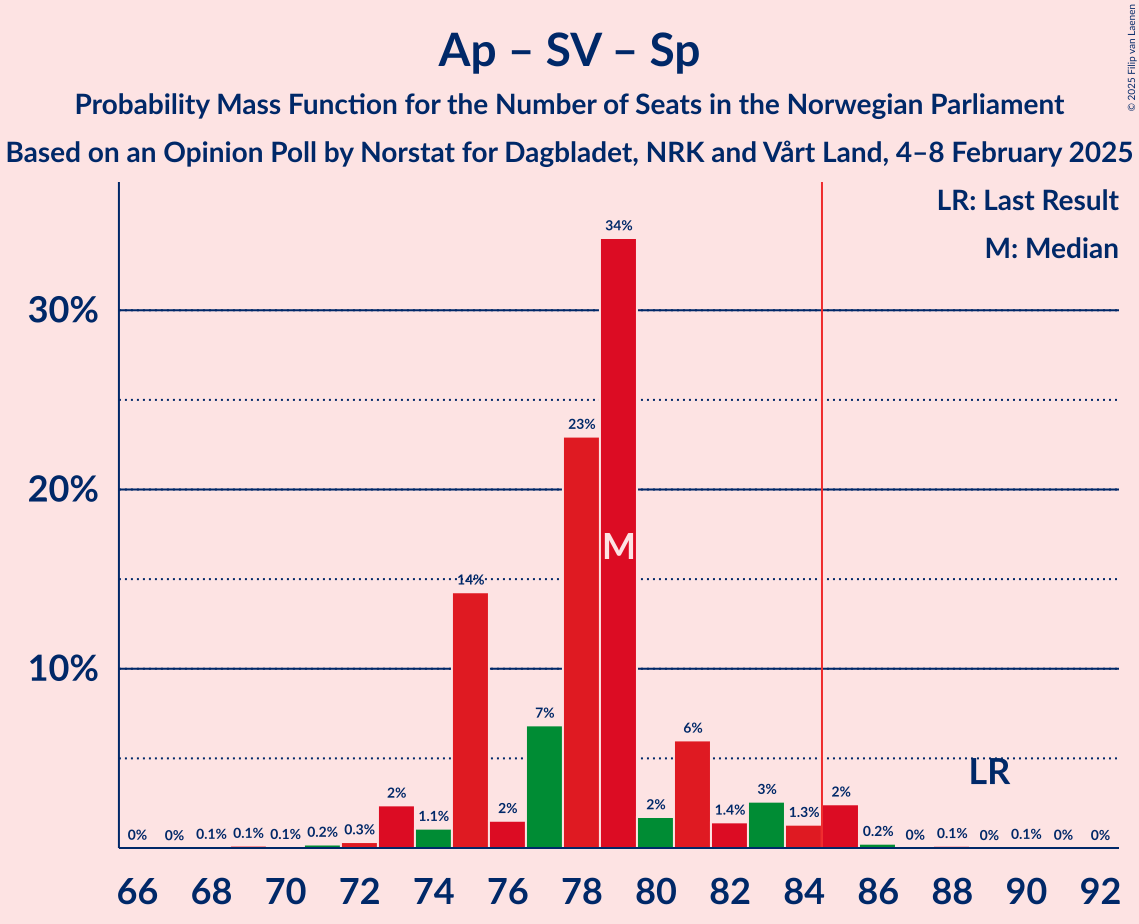 Ap – SV – Sp
Probability Mass Function for the Number of Seats in the Norwegian Parliament
Based on an Opinion Poll by Norstat for Dagbladet, NRK and Vårt Land, 4–8 February 2025
© 2025 Filip van Laenen
LR: Last Result
M: Median
30%
20%
10%
0% 0% 0.1% 0.1% 0.1% 0.2% 0.3% 2% 1.1% 14% 2% 7% 23% 34% 2% 6% 1.4% 3% 1.3% 2% 0.2% 0% 0.1% 0% 0.1% 0% 0%
M
LR
66 68 70 72 74 76 78 80 82 84 86 88 90 92